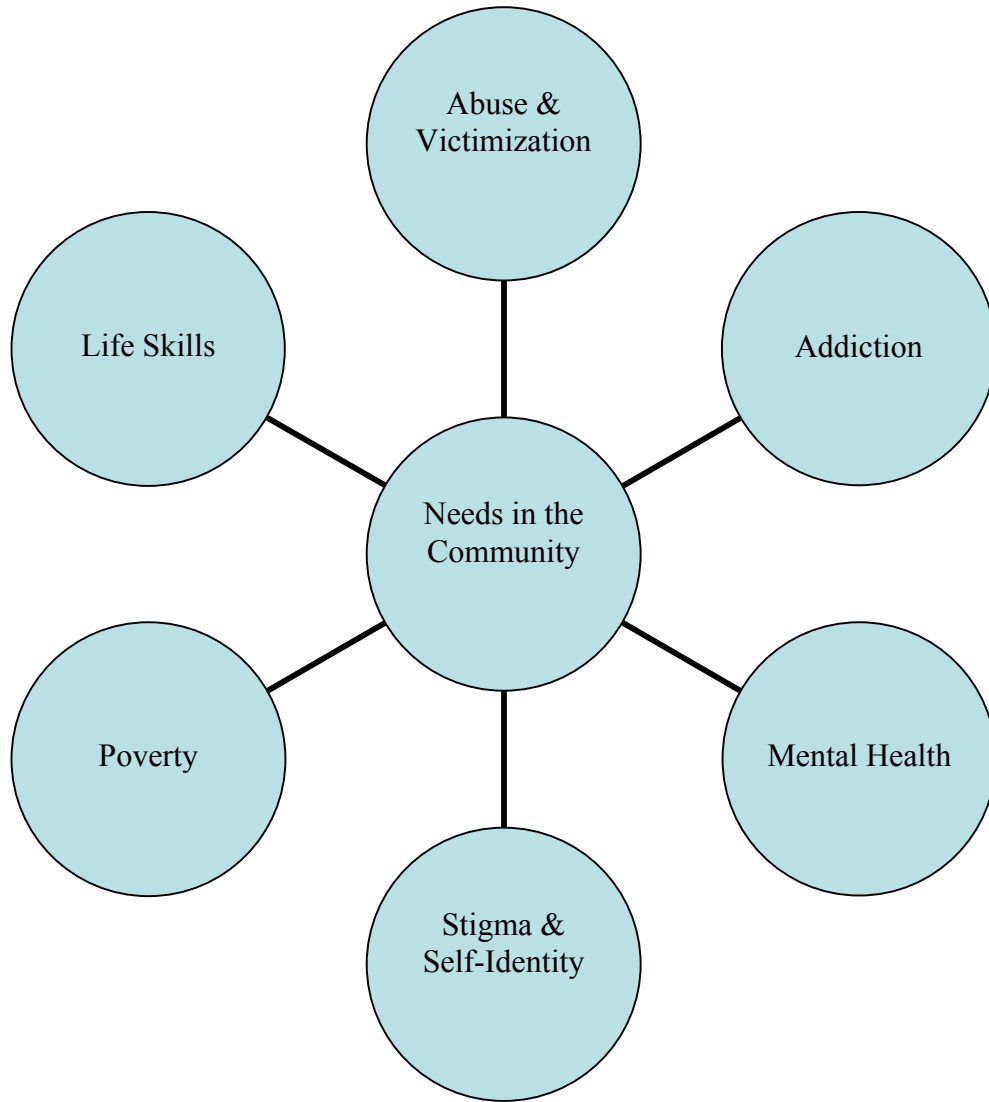 Abuse &
Victimization
Life Skills
Addiction
Needs in the
Community
Poverty
Mental Health
Stigma &
Self-Identity